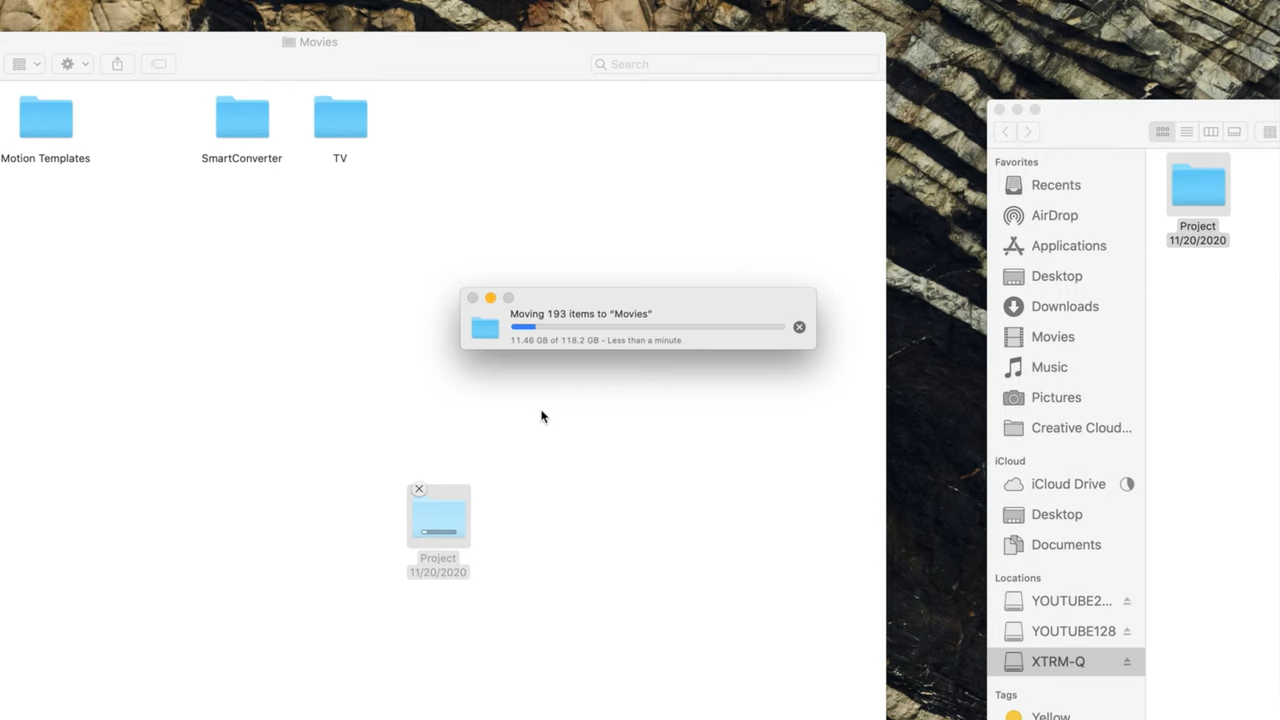 Movies
Search
Motion Templates
SmartConverter
TV
Moving 193 items to “Movies”
11.46 GB of 118.2 GB - Less than a minute
Project
11/20/2020
Favorites
Recents
AirDrop
Applications
Desktop
Downloads
Movies
Music
Pictures
Creative Cloud...
iCloud
iCloud Drive
Desktop
Documents
Locations
YOUTUBE2...
YOUTUBE128
XTRM-Q
Tags
Yellow
Project
11/20/2020